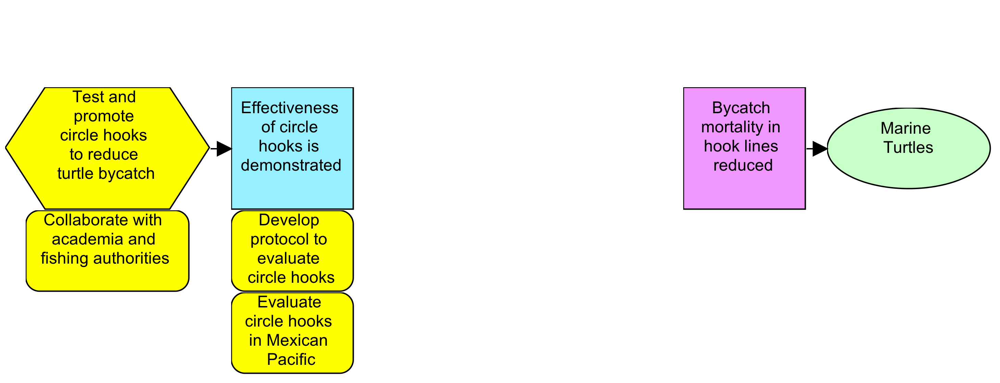 Test and
promote
circle hooks
to reduce
turtle bycatch
Collaborate with
academia and
fishing authorities
Effectiveness
of circle
hooks is
demonstrated
Develop
protocol to
evaluate
circle hooks
Evaluate
circle hooks
in Mexican
Pacific
Bycatch
mortality in
hook lines
reduced
Marine
Turtles